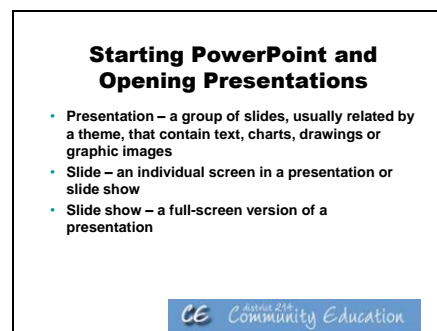 Starting PowerPoint and
Opening Presentations
• Presentation – a group of slides, usually related by
a theme, that contain text, charts, drawings or
graphic images
• Slide – an individual screen in a presentation or
slide show
• Slide show – a full-screen version of a
presentation
CE district 214 Community Education